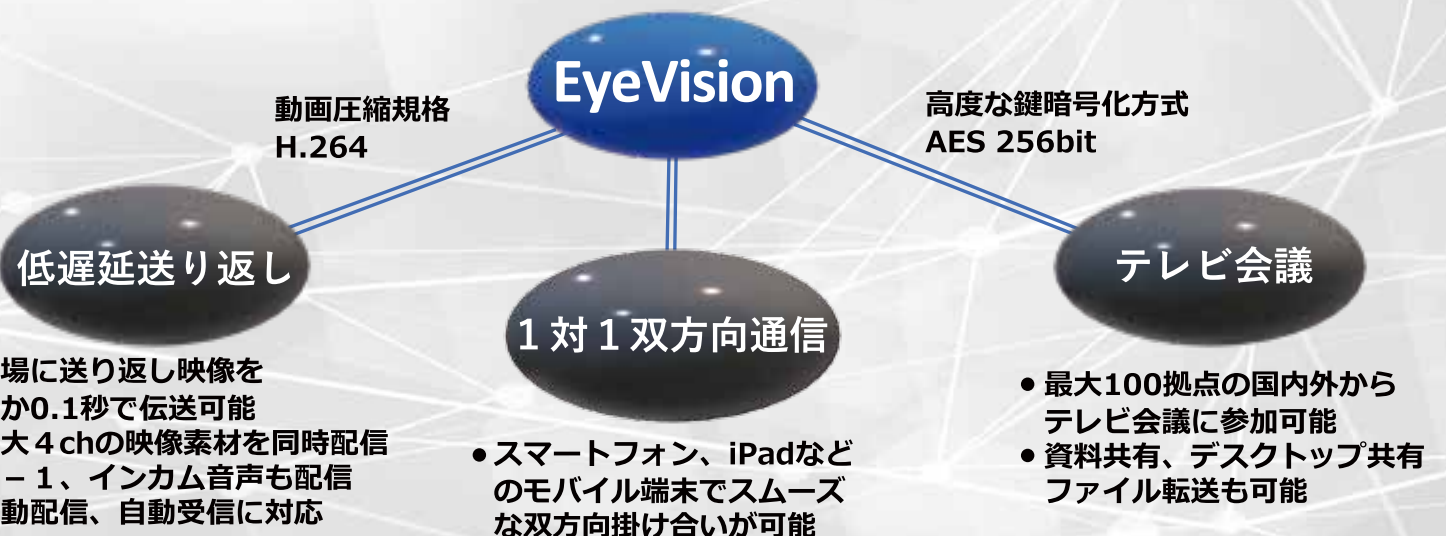 EyeVision
動画圧縮規格
H.264
高度な鍵暗号化方式
AES 256bit
低遅延送り返し
場に送り返し映像を
か0.1秒で伝送可能
大４chの映像素材を同時配信
－１、インカム音声も配信
動配信、自動受信に対応
１対１双方向通信
●スマートフォン、iPadなど
のモバイル端末でスムーズ
な双方向掛け合いが可能
テレビ会議
●最大100拠点の国内外から
テレビ会議に参加可能
●資料共有、デスクトップ共有
ファイル転送も可能